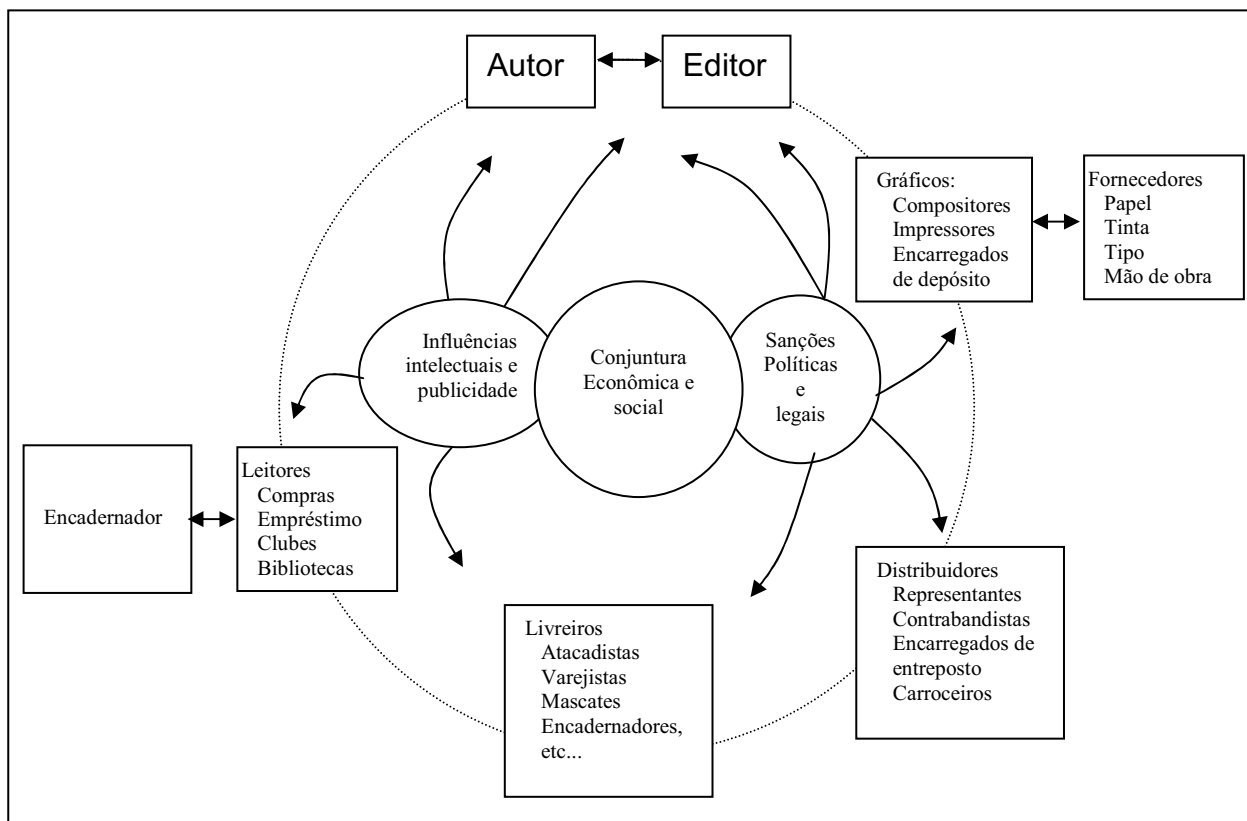 Autor
Editor
Gráficos:
Compositores
Impressores
Encarregados
de depósito
Fornecedores
Papel
Tinta
Tipo
Mão de obra
Influências
intelectuais e
publicidade
Conjuntura
Econômica e
social
Sanções
Políticas
e
legais
Encadernador
Leitores
Compras
Empréstimo
Clubes
Bibliotecas
Livreiros
Atacadistas
Varejistas
Mascates
Encadernadores,
etc...
Distribuidores
Representantes
Contrabandistas
Encarregados de
entreposto
Carroceiros